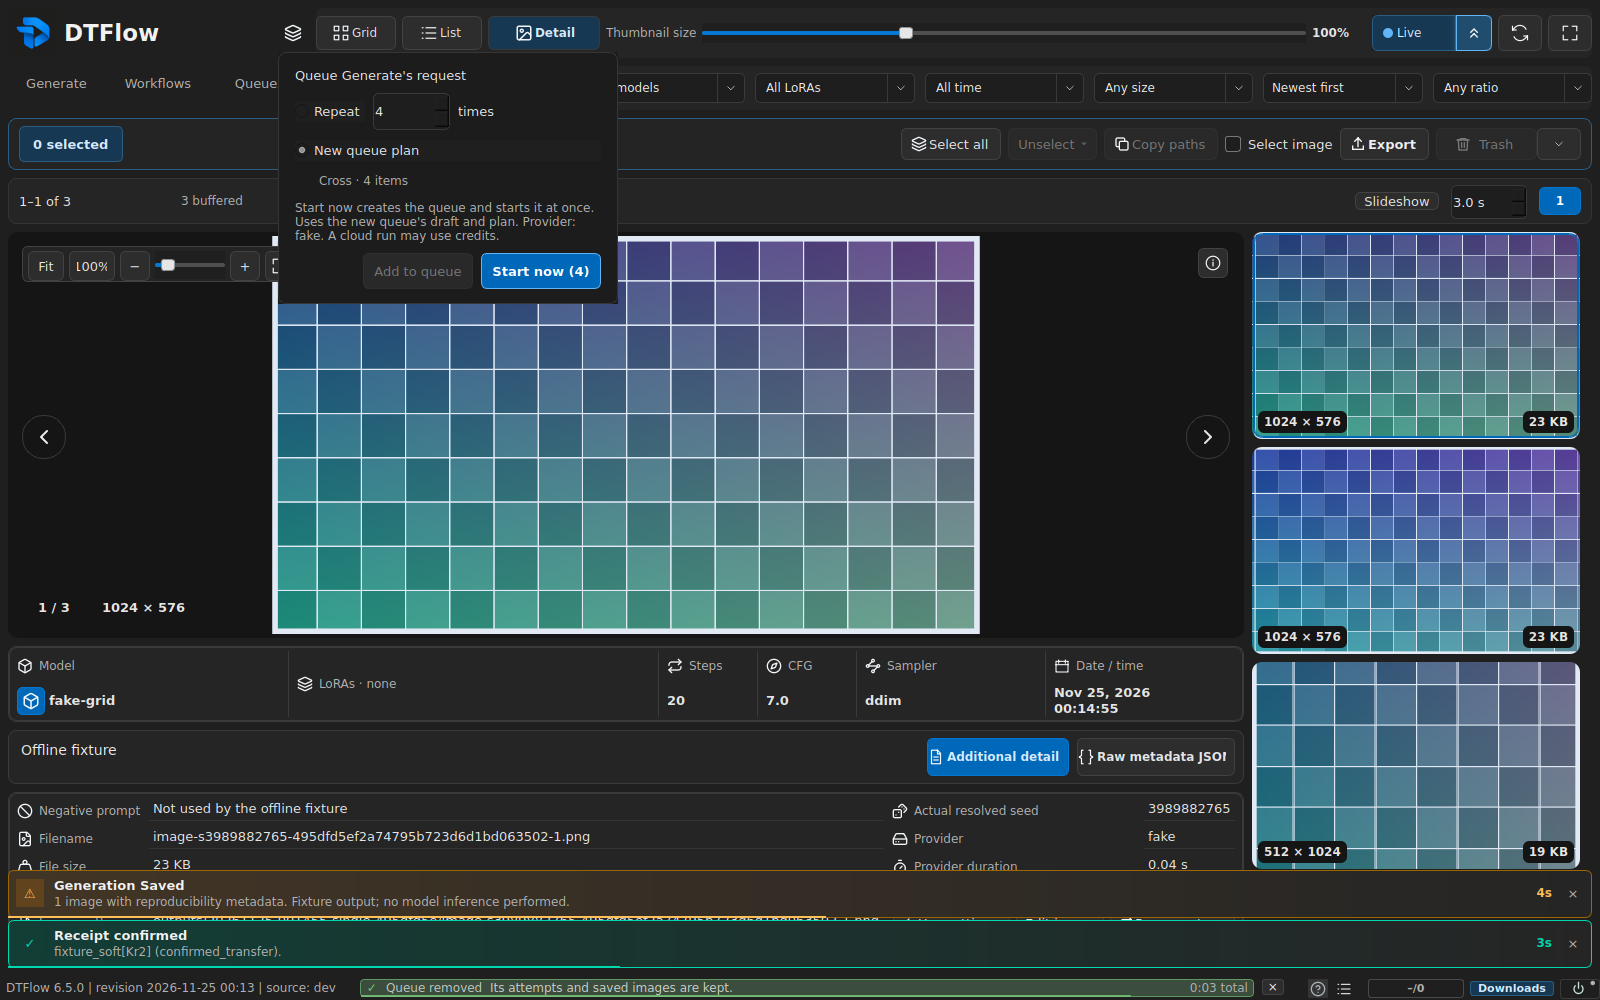 DTFlow
Grid
List
Detail
Thumbnail size
100%
Live
Generate
Workflows
Queue
models
All LoRAs
All time
Any size
Newest first
Any ratio
Queue Generate's request
Repeat 4 times
New queue plan
Cross · 4 items
Start now creates the queue and starts it at once.
Uses the new queue's draft and plan. Provider:
fake. A cloud run may use credits.
Add to queue
Start now (4)
0 selected
Select all
Unselect
Copy paths
Select image
Export
Trash
1–1 of 3
3 buffered
Slideshow
3.0 s
1
Fit
100%
1 / 3
1024 × 576
1024 × 576
23 KB
1024 × 576
23 KB
512 × 1024
19 KB
Model
fake-grid
LoRAs · none
Steps
20
CFG
7.0
Sampler
ddim
Date / time
Nov 25, 2026
00:14:55
Offline fixture
Additional detail
{ } Raw metadata JSON
Negative prompt
Not used by the offline fixture
Actual resolved seed
3989882765
Filename
image-s3989882765-495dfd5ef2a74795b723d6d1bd063502-1.png
Provider
fake
File size
23 KB
Provider duration
0.04 s
Generation Saved
1 image with reproducibility metadata. Fixture output; no model inference performed.
4s
Receipt confirmed
fixture_soft[Kr2] (confirmed_transfer).
3s
DTFlow 6.5.0 | revision 2026-11-25 00:13 | source: dev
Queue removed Its attempts and saved images are kept.
0:03 total
–/0
Downloads